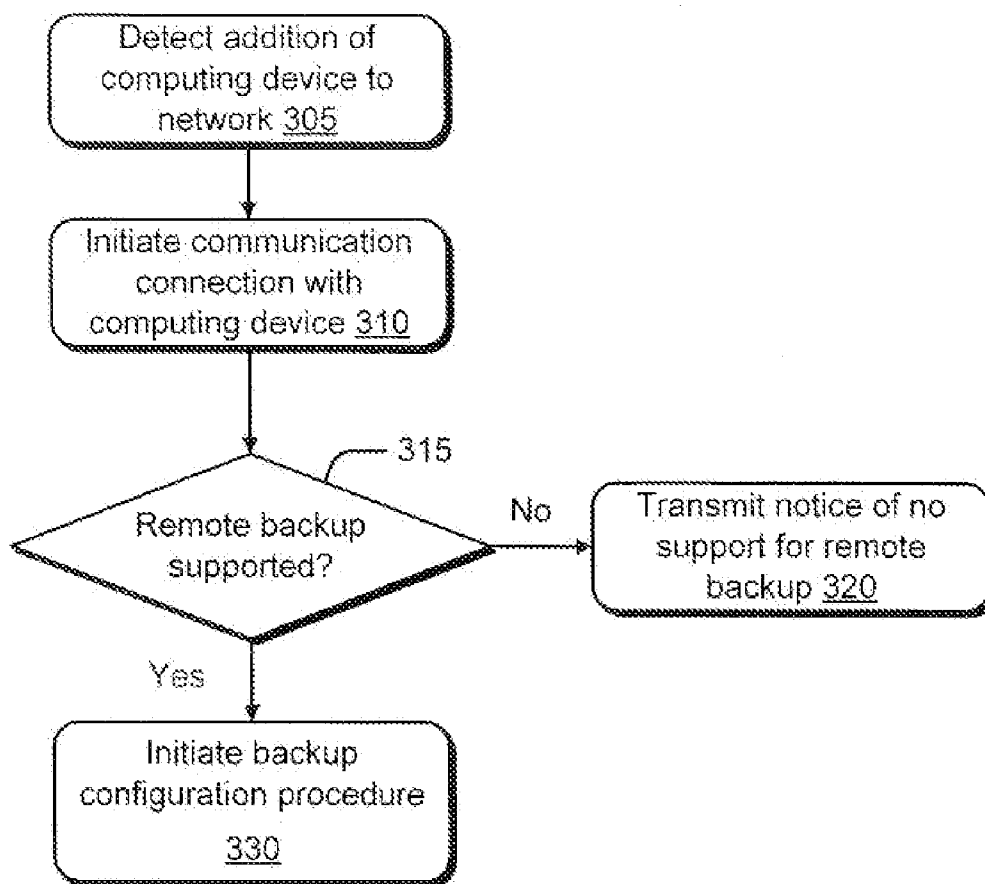 Detect addition of
computing device to
network 305
Initiate communication
connection with
computing device 310
315
Remote backup
supported?
No
Transmit notice of no
support for remote
backup 320
Yes
Initiate backup
configuration procedure
330